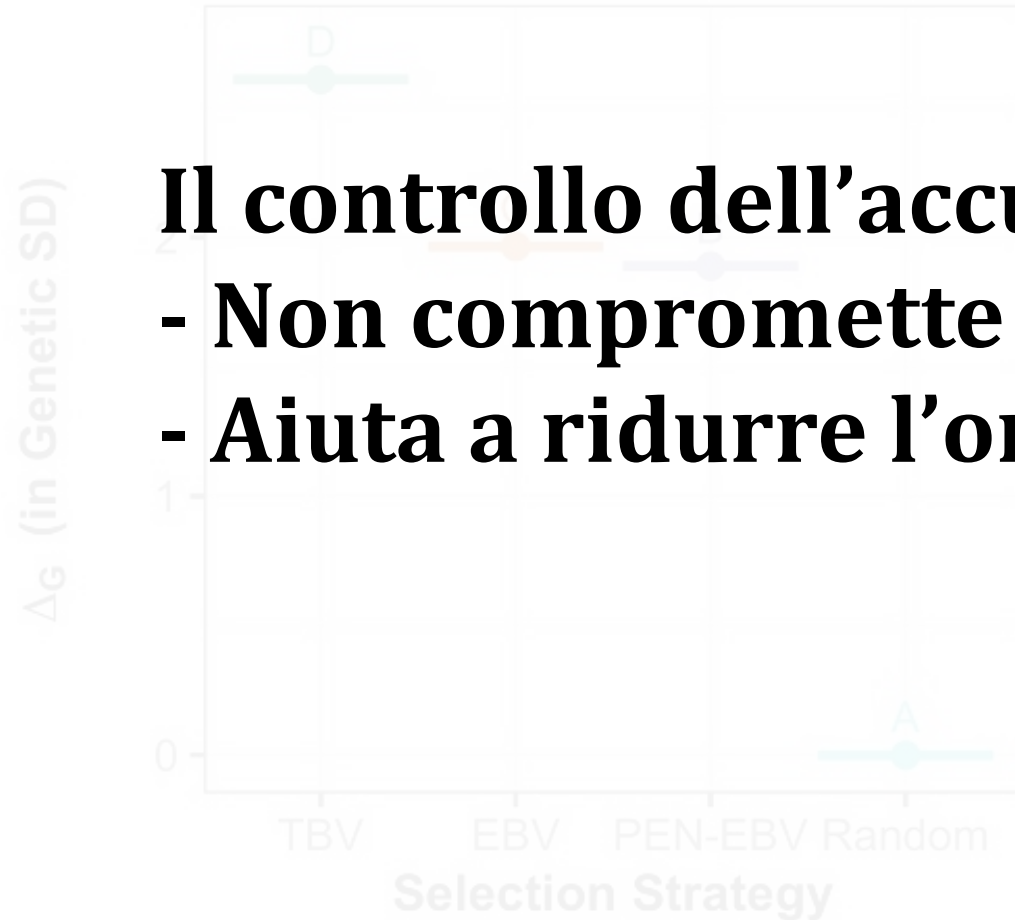 Il controllo dell’accu
- Non compromette
- Aiuta a ridurre l’or
D
2
1
0
A
ΔG (in Genetic SD)
TBV EBV PEN-EBV Random
Selection Strategy